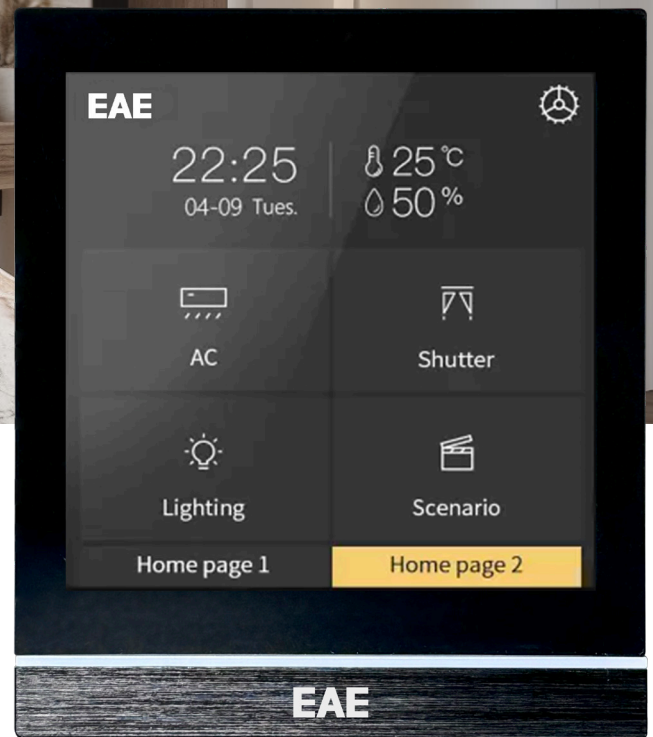 EAE
22:25
04-09 Tues.
25°C
50%
AC
Shutter
Lighting
Scenario
Home page 1
Home page 2
EAE